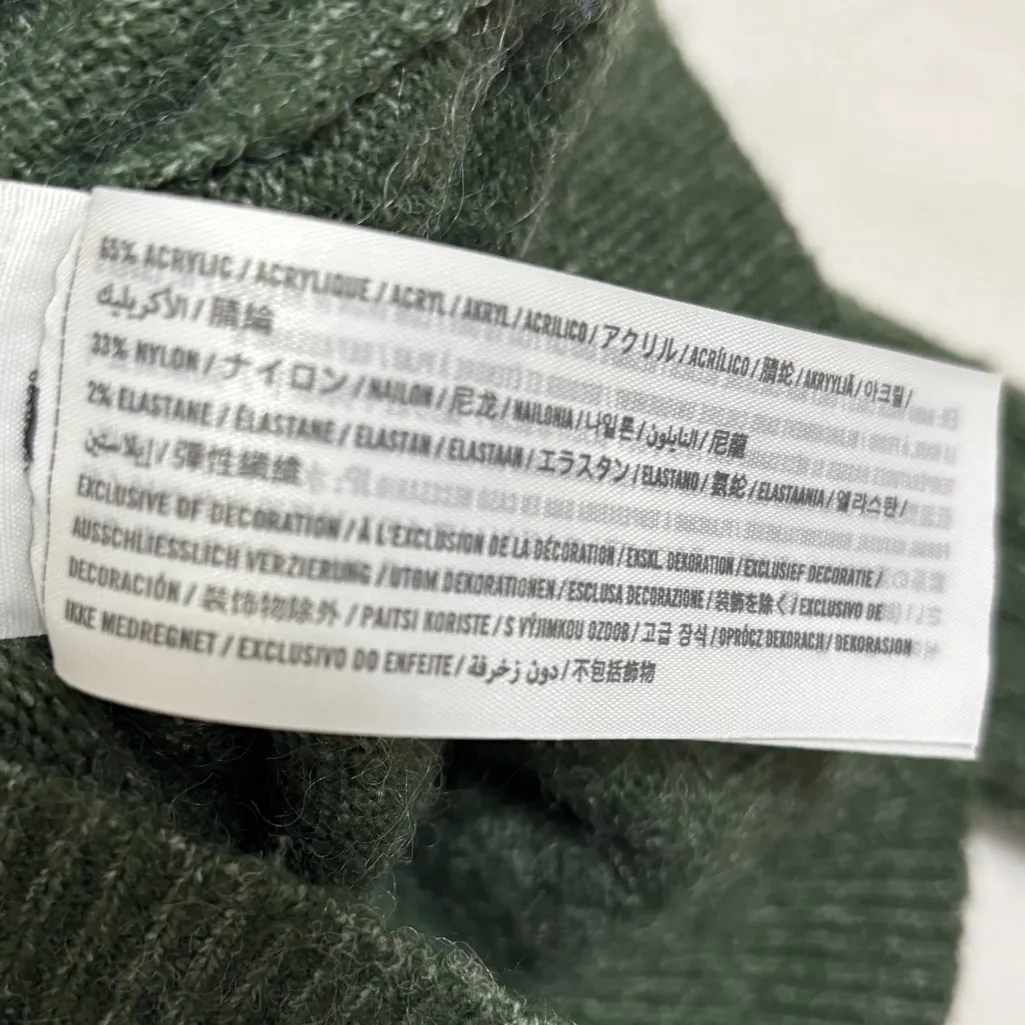 65% ACRYLIC / ACRYLIQUE / ACRYL / AKRYL / ACRILICO / アクリル / ACRÍLICO / 腈纶 / AKRYYLIÄ / 아크릴 /
الأكريليه / 腈綸
33% NYLON / ナイロン / NAILON / 尼龙 / NAILONIA / 나일론 / النايلون / 尼龍
2% ELASTANE / ÉLASTANE / ELASTAN / ELASTAAN / エラスタン / ELASTANO / 氨纶 / ELASTAANIA / 엘라스탄 /
إيلاستين / 彈性纖維
EXCLUSIVE OF DECORATION / À L'EXCLUSION DE LA DÉCORATION / EKSKL. DEKORATION / EXCLUSIEF DECORATIE /
AUSSCHLIESSLICH VERZIERUNG / UTOM DEKORATIONEN / ESCLUSA DECORAZIONE / 装飾を除く / EXCLUSIVO DE
DECORACIÓN / 装饰物除外 / PAITSI KORISTE / S VÝJIMKOU OZDOB / 고급 장식 / OPRÓCZ DEKORACJI / DEKORASJON
IKKE MEDREGNET / EXCLUSIVO DO ENFEITE / دون زخرفة / 不包括飾物